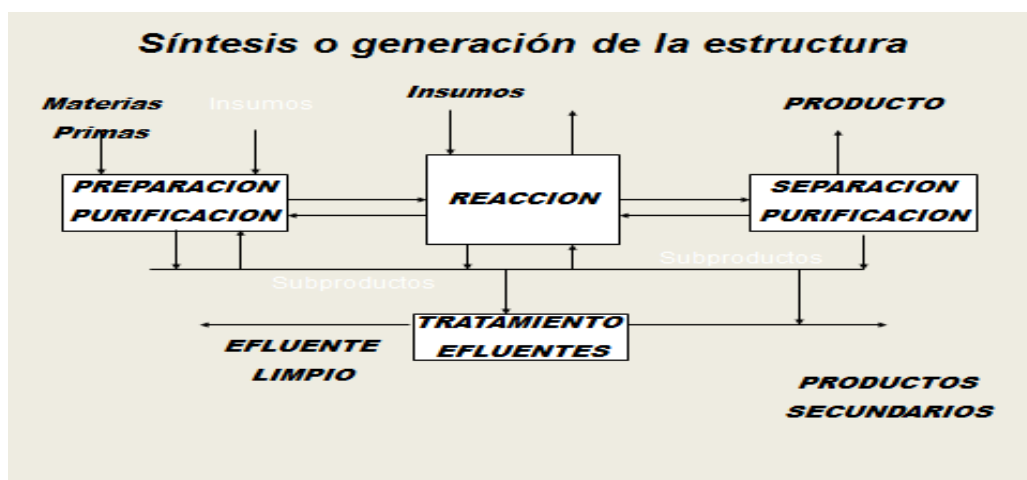 Síntesis o generación de la estructura
Materias
Primas
Insumos
Insumos
PRODUCTO
PREPARACION
PURIFICACION
REACCION
SEPARACION
PURIFICACION
Subproductos
Subproductos
TRATAMIENTO
EFLUENTES
EFLUENTE
LIMPIO
PRODUCTOS
SECUNDARIOS